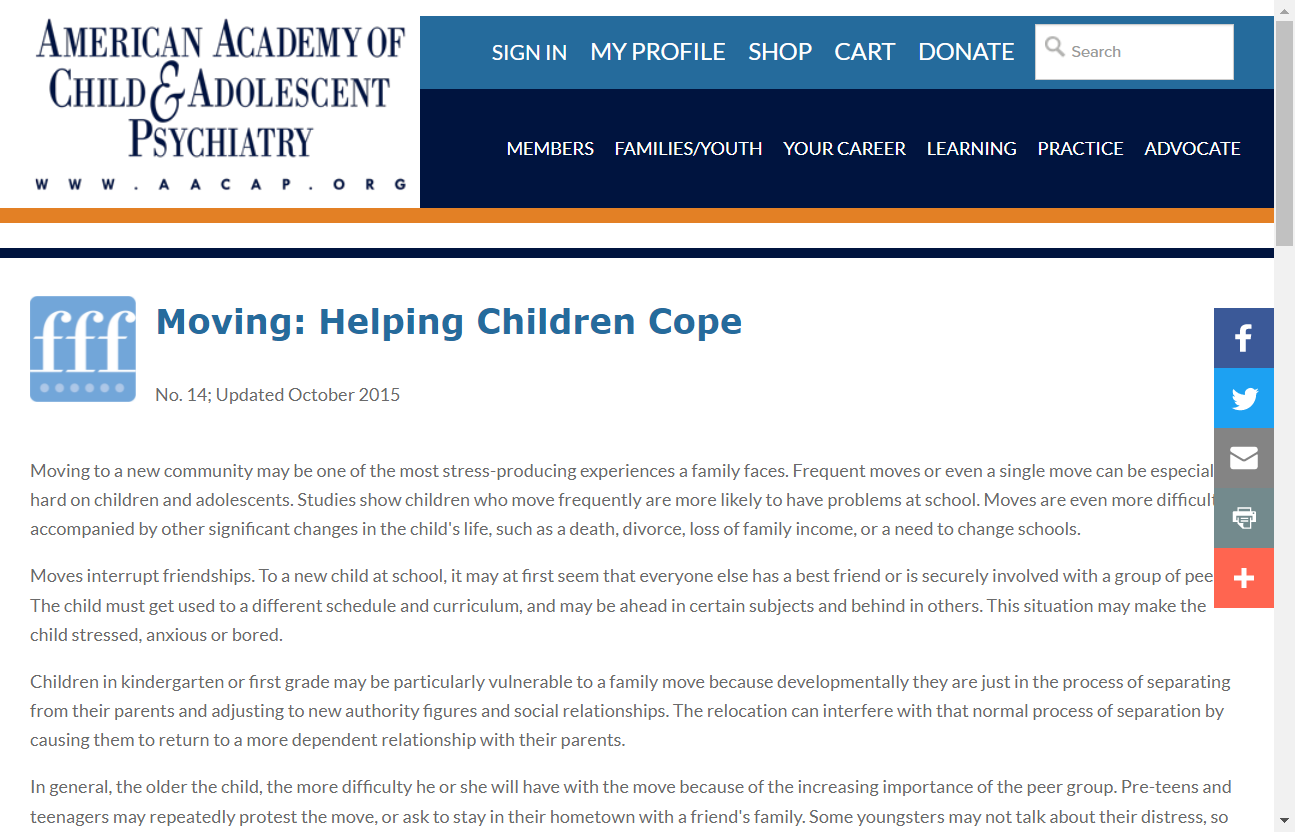 AMERICAN ACADEMY OF
CHILD & ADOLESCENT
PSYCHIATRY
WWW.AACAP.ORG
SIGN IN MY PROFILE SHOP CART DONATE Search
MEMBERS FAMILIES/YOUTH YOUR CAREER LEARNING PRACTICE ADVOCATE
fff
Moving: Helping Children Cope
No. 14; Updated October 2015
Moving to a new community may be one of the most stress-producing experiences a family faces. Frequent moves or even a single move can be especial
hard on children and adolescents. Studies show children who move frequently are more likely to have problems at school. Moves are even more difficult
accompanied by other significant changes in the child's life, such as a death, divorce, loss of family income, or a need to change schools.
Moves interrupt friendships. To a new child at school, it may at first seem that everyone else has a best friend or is securely involved with a group of pee
The child must get used to a different schedule and curriculum, and may be ahead in certain subjects and behind in others. This situation may make the
child stressed, anxious or bored.
Children in kindergarten or first grade may be particularly vulnerable to a family move because developmentally they are just in the process of separating
from their parents and adjusting to new authority figures and social relationships. The relocation can interfere with that normal process of separation by
causing them to return to a more dependent relationship with their parents.
In general, the older the child, the more difficulty he or she will have with the move because of the increasing importance of the peer group. Pre-teens and
teenagers may repeatedly protest the move, or ask to stay in their hometown with a friend's family. Some youngsters may not talk about their distress, so